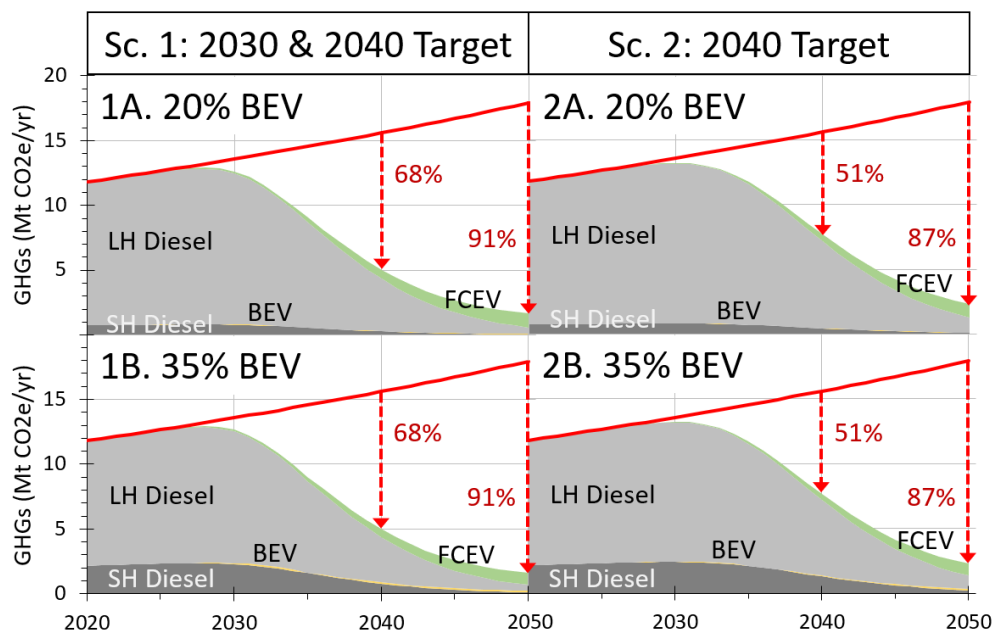 Sc. 1: 2030 & 2040 Target
Sc. 2: 2040 Target
GHGs (Mt CO2e/yr)
20
15
10
5
1A. 20% BEV
68%
91%
LH Diesel
FCEV
BEV
SH Diesel
2A. 20% BEV
51%
87%
LH Diesel
FCEV
BEV
SH Diesel
GHGs (Mt CO2e/yr)
15
10
5
0
1B. 35% BEV
68%
91%
LH Diesel
FCEV
BEV
SH Diesel
2B. 35% BEV
51%
87%
LH Diesel
FCEV
BEV
SH Diesel
2020 2030 2040 2050 2030 2040 2050